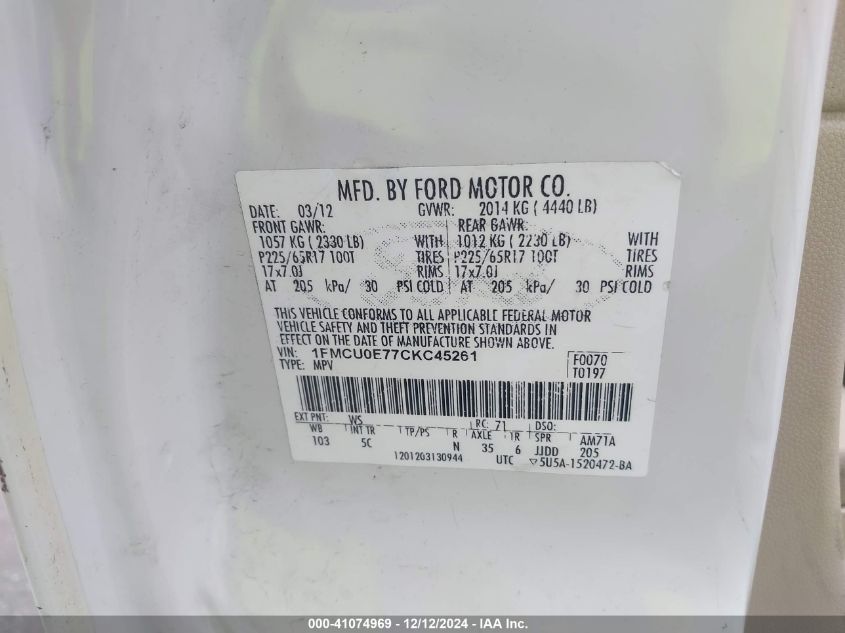 MFD. BY FORD MOTOR CO.
DATE: 03/12 GVWR: 2014 KG ( 4440 LB)
FRONT GAWR: REAR GAWR:
1057 KG ( 2330 LB) WITH 1012 KG ( 2230 LB) WITH
P225/65R17 100T TIRES P225/65R17 100T TIRES
17x7.0J RIMS 17x7.0J RIMS
AT 205 kPa/ 30 PSI COLD AT 205 kPa/ 30 PSI COLD
THIS VEHICLE CONFORMS TO ALL APPLICABLE FEDERAL MOTOR
VEHICLE SAFETY AND THEFT PREVENTION STANDARDS IN
EFFECT ON THE DATE OF MANUFACTURE SHOWN ABOVE.
VIN: 1FMCU0E77CKC45261 F0070
TYPE: MPV T0197
EXT PNT: WS RC: 71 DSO:
WB INT TR TP/PS R AXLE TR SPR AM71A
103 5C N 35 6 JJDD 205
1201203130944 UTC ▽5U5A-1520472-BA
000-41074969 – 12/12/2024 - IAA Inc.